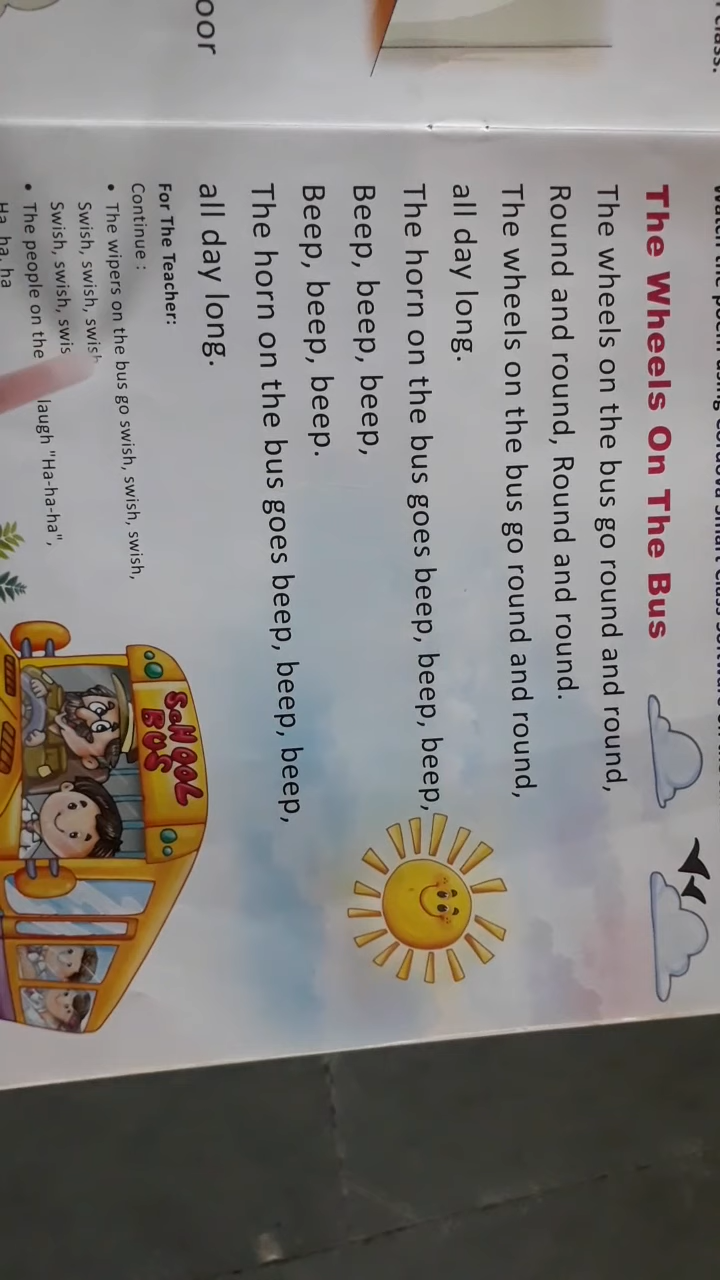 The Wheels On The Bus
The wheels on the bus go round and round,
Round and round, Round and round.
The wheels on the bus go round and round,
all day long.
The horn on the bus goes beep, beep, beep,
Beep, beep, beep,
Beep, beep, beep.
The horn on the bus goes beep, beep, beep,
all day long.
For The Teacher:
Continue :
• The wipers on the bus go swish, swish, swish,
Swish, swish, swish
Swish, swish, swis
• The people on the laugh "Ha-ha-ha",
Ha, ha, ha
SCHOOL
BUS
oor
class.